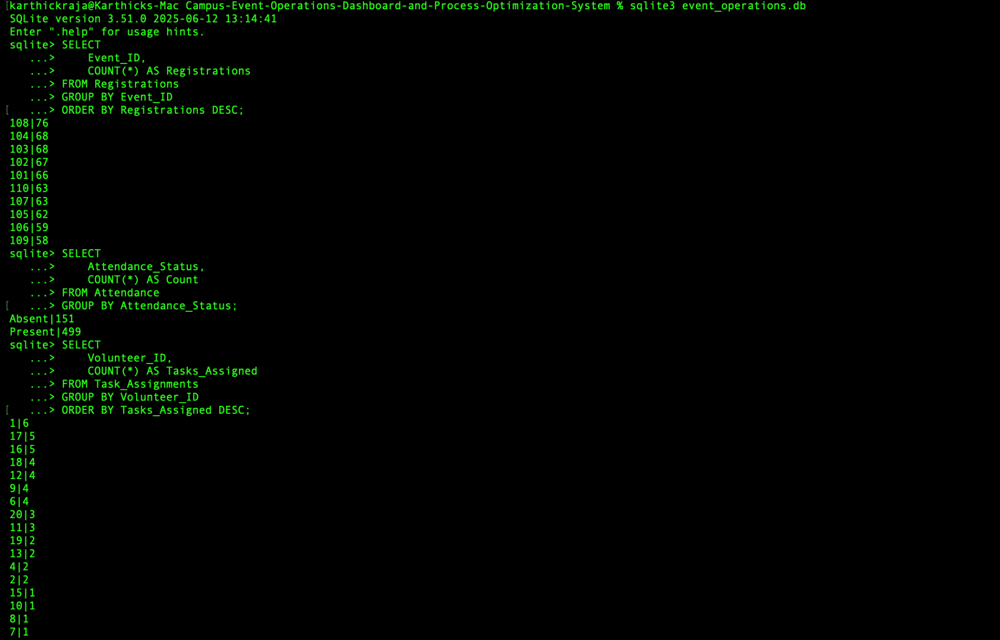 [karthickraja@Karthicks-Mac Campus-Event-Operations-Dashboard-and-Process-Optimization-System % sqlite3 event_operations.db
SQLite version 3.51.0 2025-06-12 13:14:41
Enter ".help" for usage hints.
sqlite> SELECT
   ...>     Event_ID,
   ...>     COUNT(*) AS Registrations
   ...> FROM Registrations
   ...> GROUP BY Event_ID
[   ...> ORDER BY Registrations DESC;
108|76
104|68
103|68
102|67
101|66
110|63
107|63
105|62
106|59
109|58
sqlite> SELECT
   ...>     Attendance_Status,
   ...>     COUNT(*) AS Count
   ...> FROM Attendance
[   ...> GROUP BY Attendance_Status;
Absent|151
Present|499
sqlite> SELECT
   ...>     Volunteer_ID,
   ...>     COUNT(*) AS Tasks_Assigned
   ...> FROM Task_Assignments
   ...> GROUP BY Volunteer_ID
[   ...> ORDER BY Tasks_Assigned DESC;
1|6
17|5
16|5
18|4
12|4
9|4
6|4
20|3
11|3
19|2
13|2
4|2
2|2
15|1
10|1
8|1
7|1